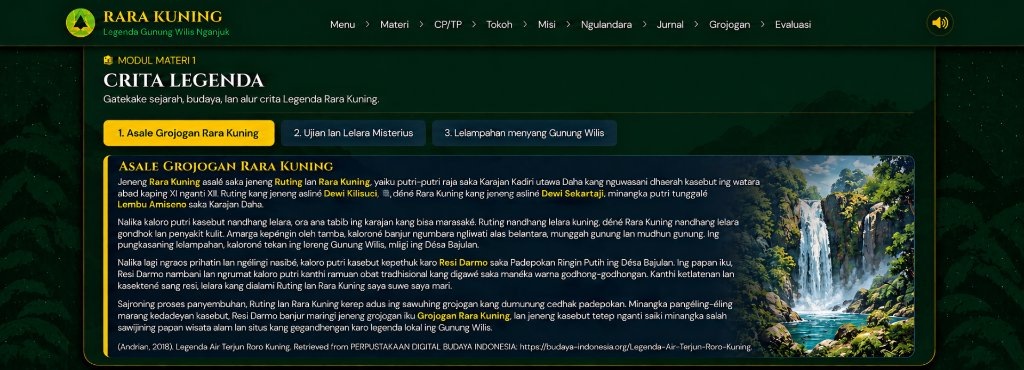 RARA KUNING
Legenda Gunung Wilis Nganjuk
Menu > Materi > CP/TP > Tokoh > Misi > Ngulandara > Jurnal > Grojogan > Evaluasi
MODUL MATERI 1
CRITA LEGENDA
Gatekake sejarah, budaya, lan alur crita Legenda Rara Kuning.
1. Asale Grojogan Rara Kuning
2. Ujian lan Lelara Misterius
3. Lelampahan menyang Gunung Wilis
ASALE GROJOGAN RARA KUNING
Jeneng Rara Kuning asalé saka jeneng Ruting lan Rara Kuning, yaiku putri-putri raja saka Karajan Kadiri utawa Daha kang nguwasani dhaerah kasebut ing watara
abad kaping XI nganti XII. Ruting kang jeneng asliné Dewi Kilisuci, déné Rara Kuning kang jeneng asliné Dewi Sekartaji, minangka putri tunggalé
Lembu Amiseno saka Karajan Daha.
Nalika kaloro putri kasebut nandhang lelara, ora ana tabib ing karajan kang bisa marasaké. Ruting nandhang lelara kuning, déné Rara Kuning nandhang lelara
gondhok lan penyakit kulit. Amarga kepéngin oleh tamba, kaloroné banjur ngumbara ngliwati alas belantara, munggah gunung lan mudhun gunung. Ing
pungkasaning lelampahan, kaloroné tekan ing lereng Gunung Wilis, mligi ing Désa Bajulan.
Nalika lagi ngraos prihatin lan ngélingi nasibé, kaloro putri kasebut kepethuk karo Resi Darmo saka Padepokan Ringin Putih ing Désa Bajulan. Ing papan iku,
Resi Darmo nambani lan ngrumat kaloro putri kanthi ramuan obat tradhisional kang digawé saka manéka warna godhong-godhongan. Kanthi ketlatenan lan
kasektené sang resi, lelara kang dialami Ruting lan Rara Kuning saya suwe saya mari.
Sajroning proses panyembuhan, Ruting lan Rara Kuning kerep adus ing sawuhing grojogan kang dumunung cedhak padepokan. Minangka pangéling-éling
marang kedadeyan kasebut, Resi Darmo banjur maringi jeneng grojogan iku Grojogan Rara Kuning, lan jeneng kasebut tetep nganti saiki minangka salah
sawijining papan wisata alam lan situs kang gegandhengan karo legenda lokal ing Gunung Wilis.
(Andrian, 2018). Legenda Air Terjun Roro Kuning. Retrieved from PERPUSTAKAAN DIGITAL BUDAYA INDONESIA: https://budaya-indonesia.org/Legenda-Air-Terjun-Roro-Kuning.